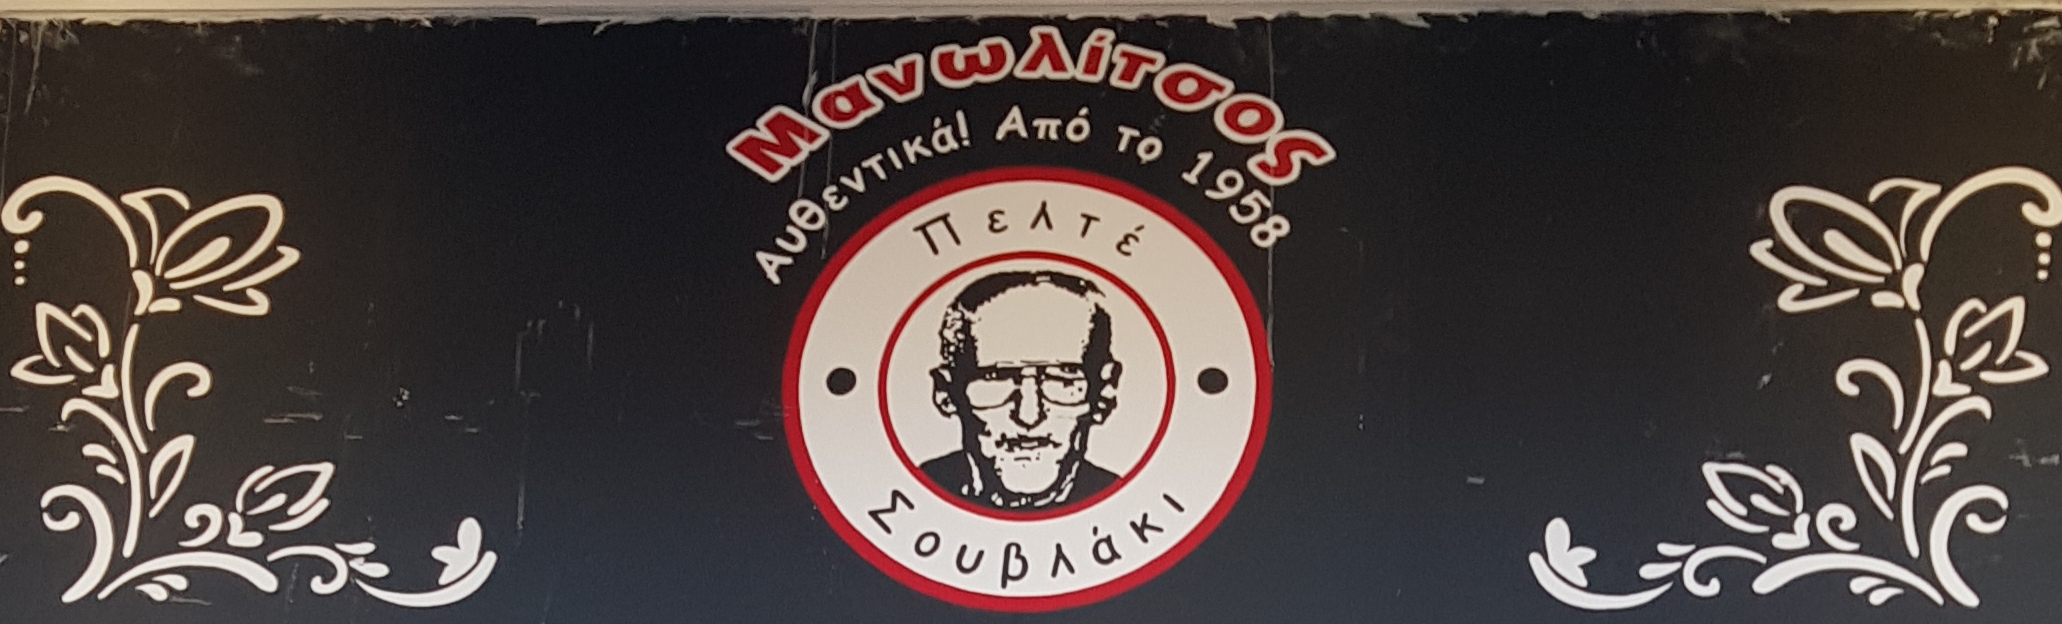 Μανωλίτσος
Αυθεντικά! Από το 1958
Πελτέ
Σουβλάκι